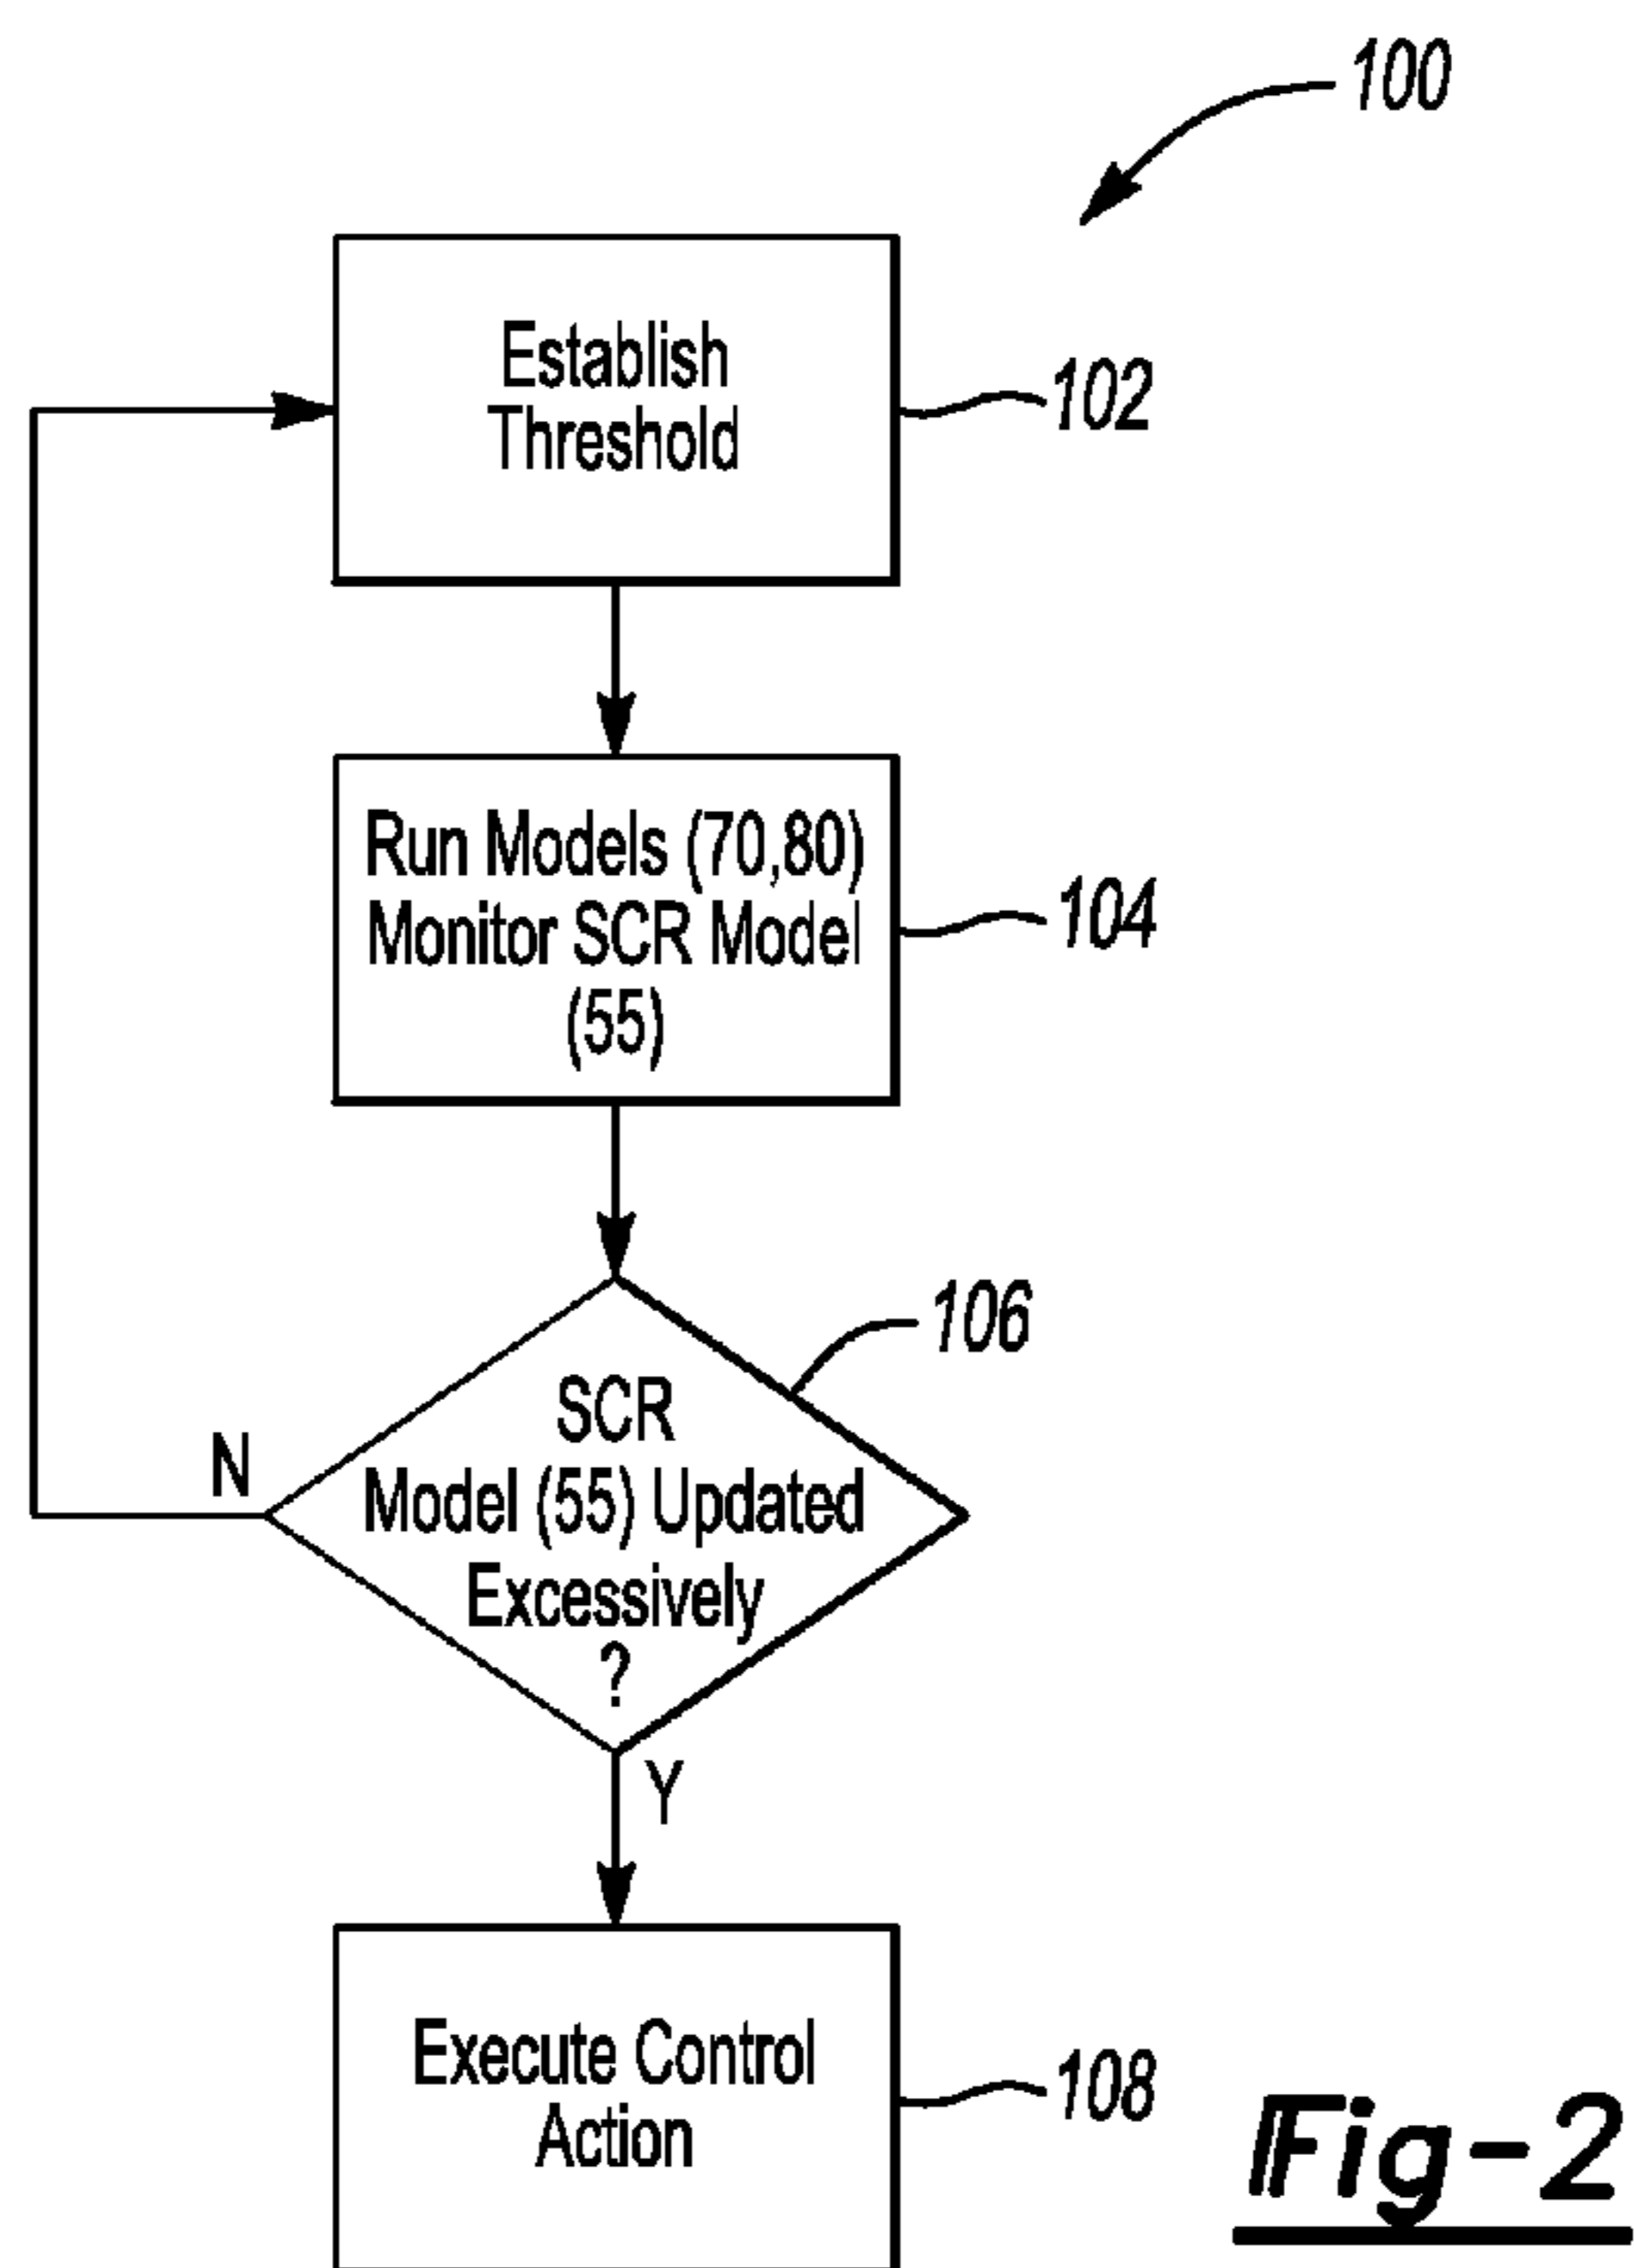 100
Establish
Threshold
102
Run Models (70,80)
Monitor SCR Model
(55)
104
106
SCR
Model (55) Updated
Excessively
?
N
Y
Execute Control
Action
108
Fig-2